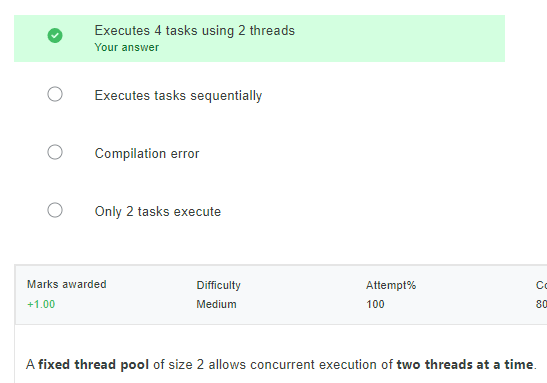 Executes 4 tasks using 2 threads
Your answer
Executes tasks sequentially
Compilation error
Only 2 tasks execute
Marks awarded Difficulty Attempt%
+1.00 Medium 100 80
A fixed thread pool of size 2 allows concurrent execution of two threads at a time.